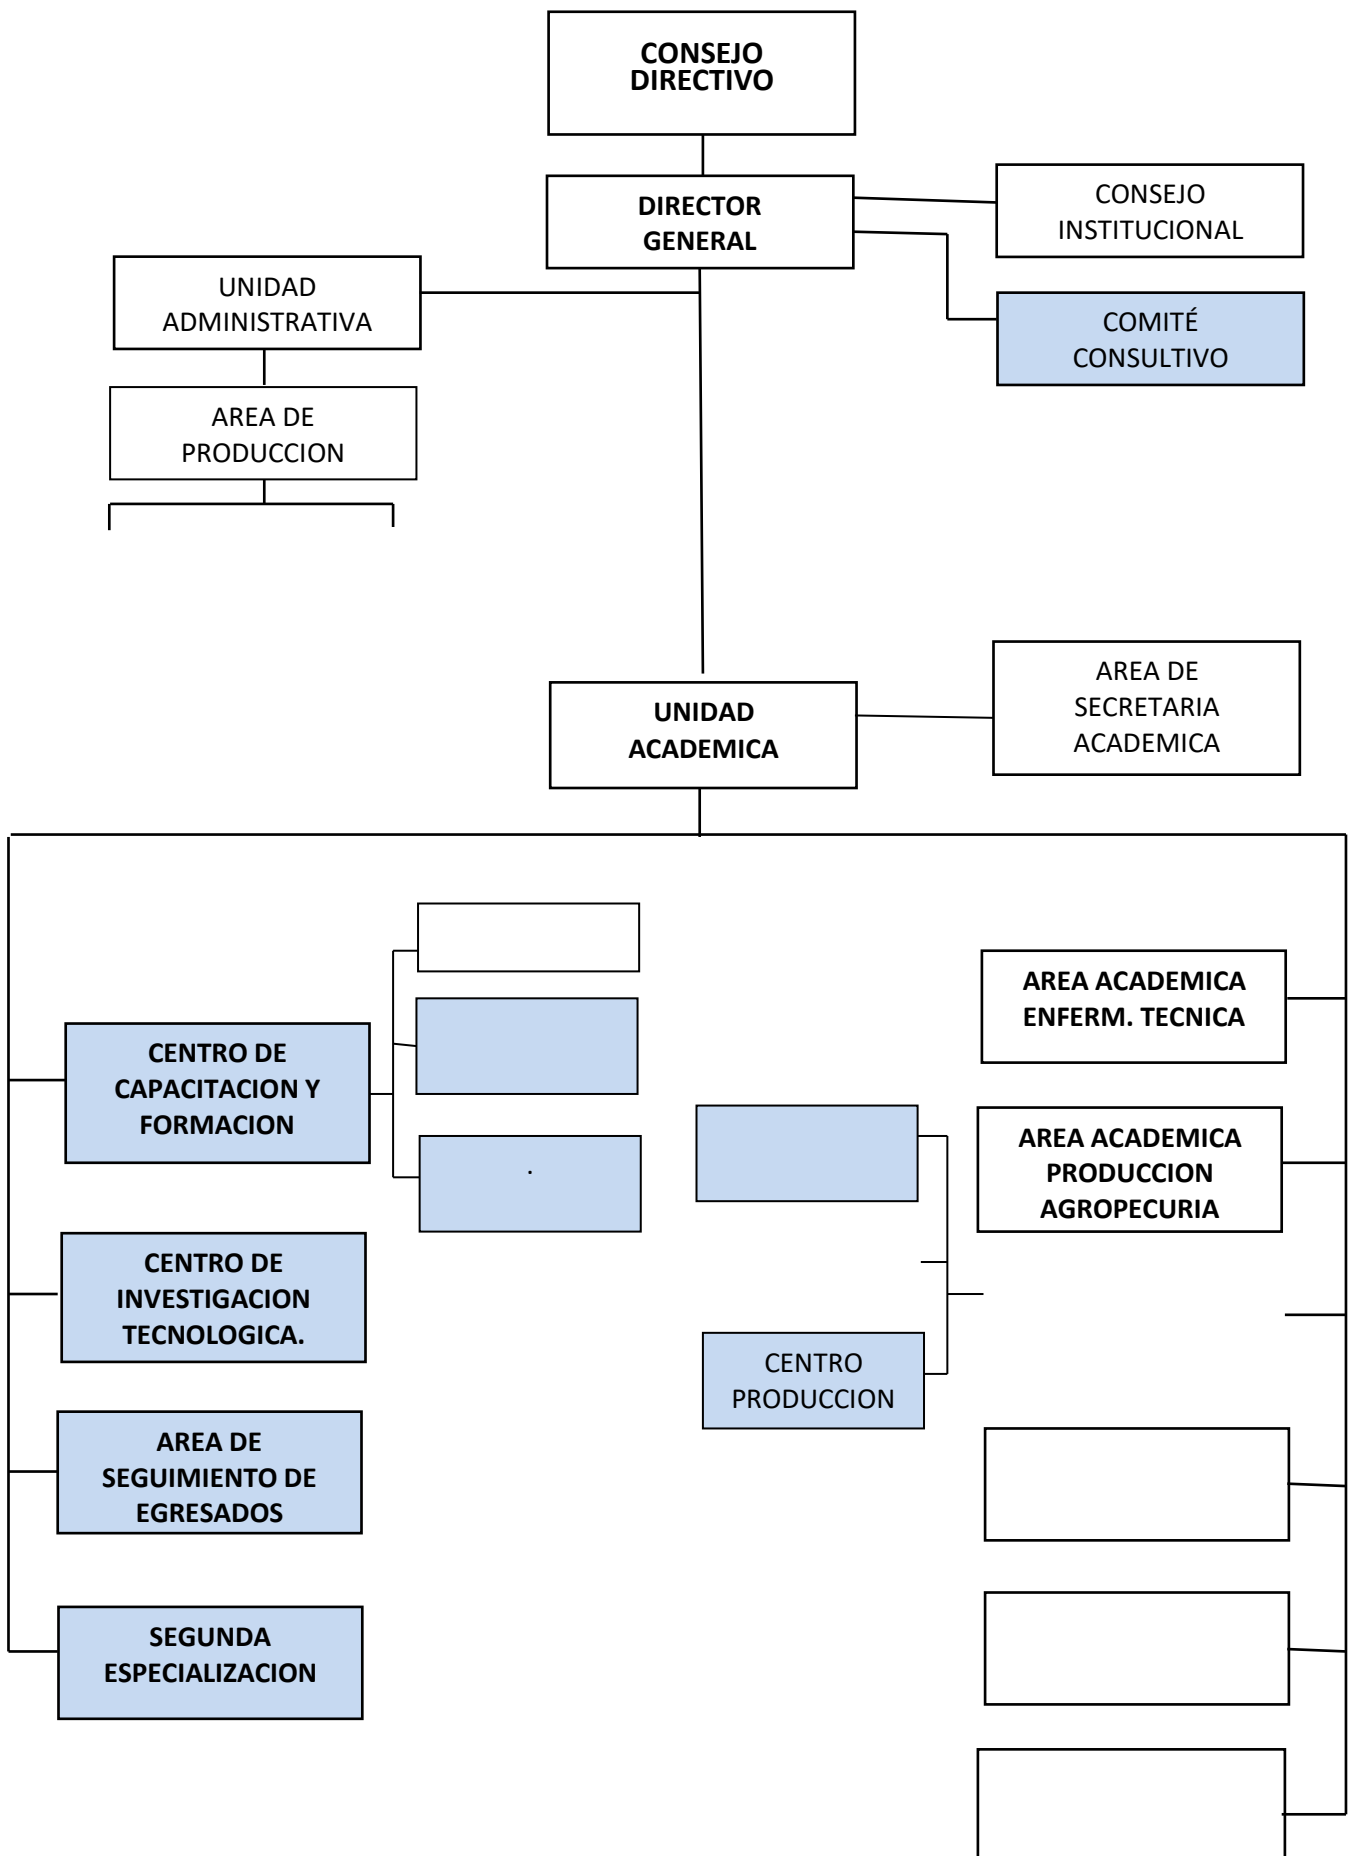 CONSEJO
DIRECTIVO
DIRECTOR
GENERAL
CONSEJO
INSTITUCIONAL
UNIDAD
ADMINISTRATIVA
COMITÉ
CONSULTIVO
AREA DE
PRODUCCION
UNIDAD
ACADEMICA
AREA DE
SECRETARIA
ACADEMICA
CENTRO DE
CAPACITACION Y
FORMACION
.
AREA ACADEMICA
ENFERM. TECNICA
AREA ACADEMICA
PRODUCCION
AGROPECURIA
CENTRO DE
INVESTIGACION
TECNOLOGICA.
CENTRO
PRODUCCION
AREA DE
SEGUIMIENTO DE
EGRESADOS
SEGUNDA
ESPECIALIZACION